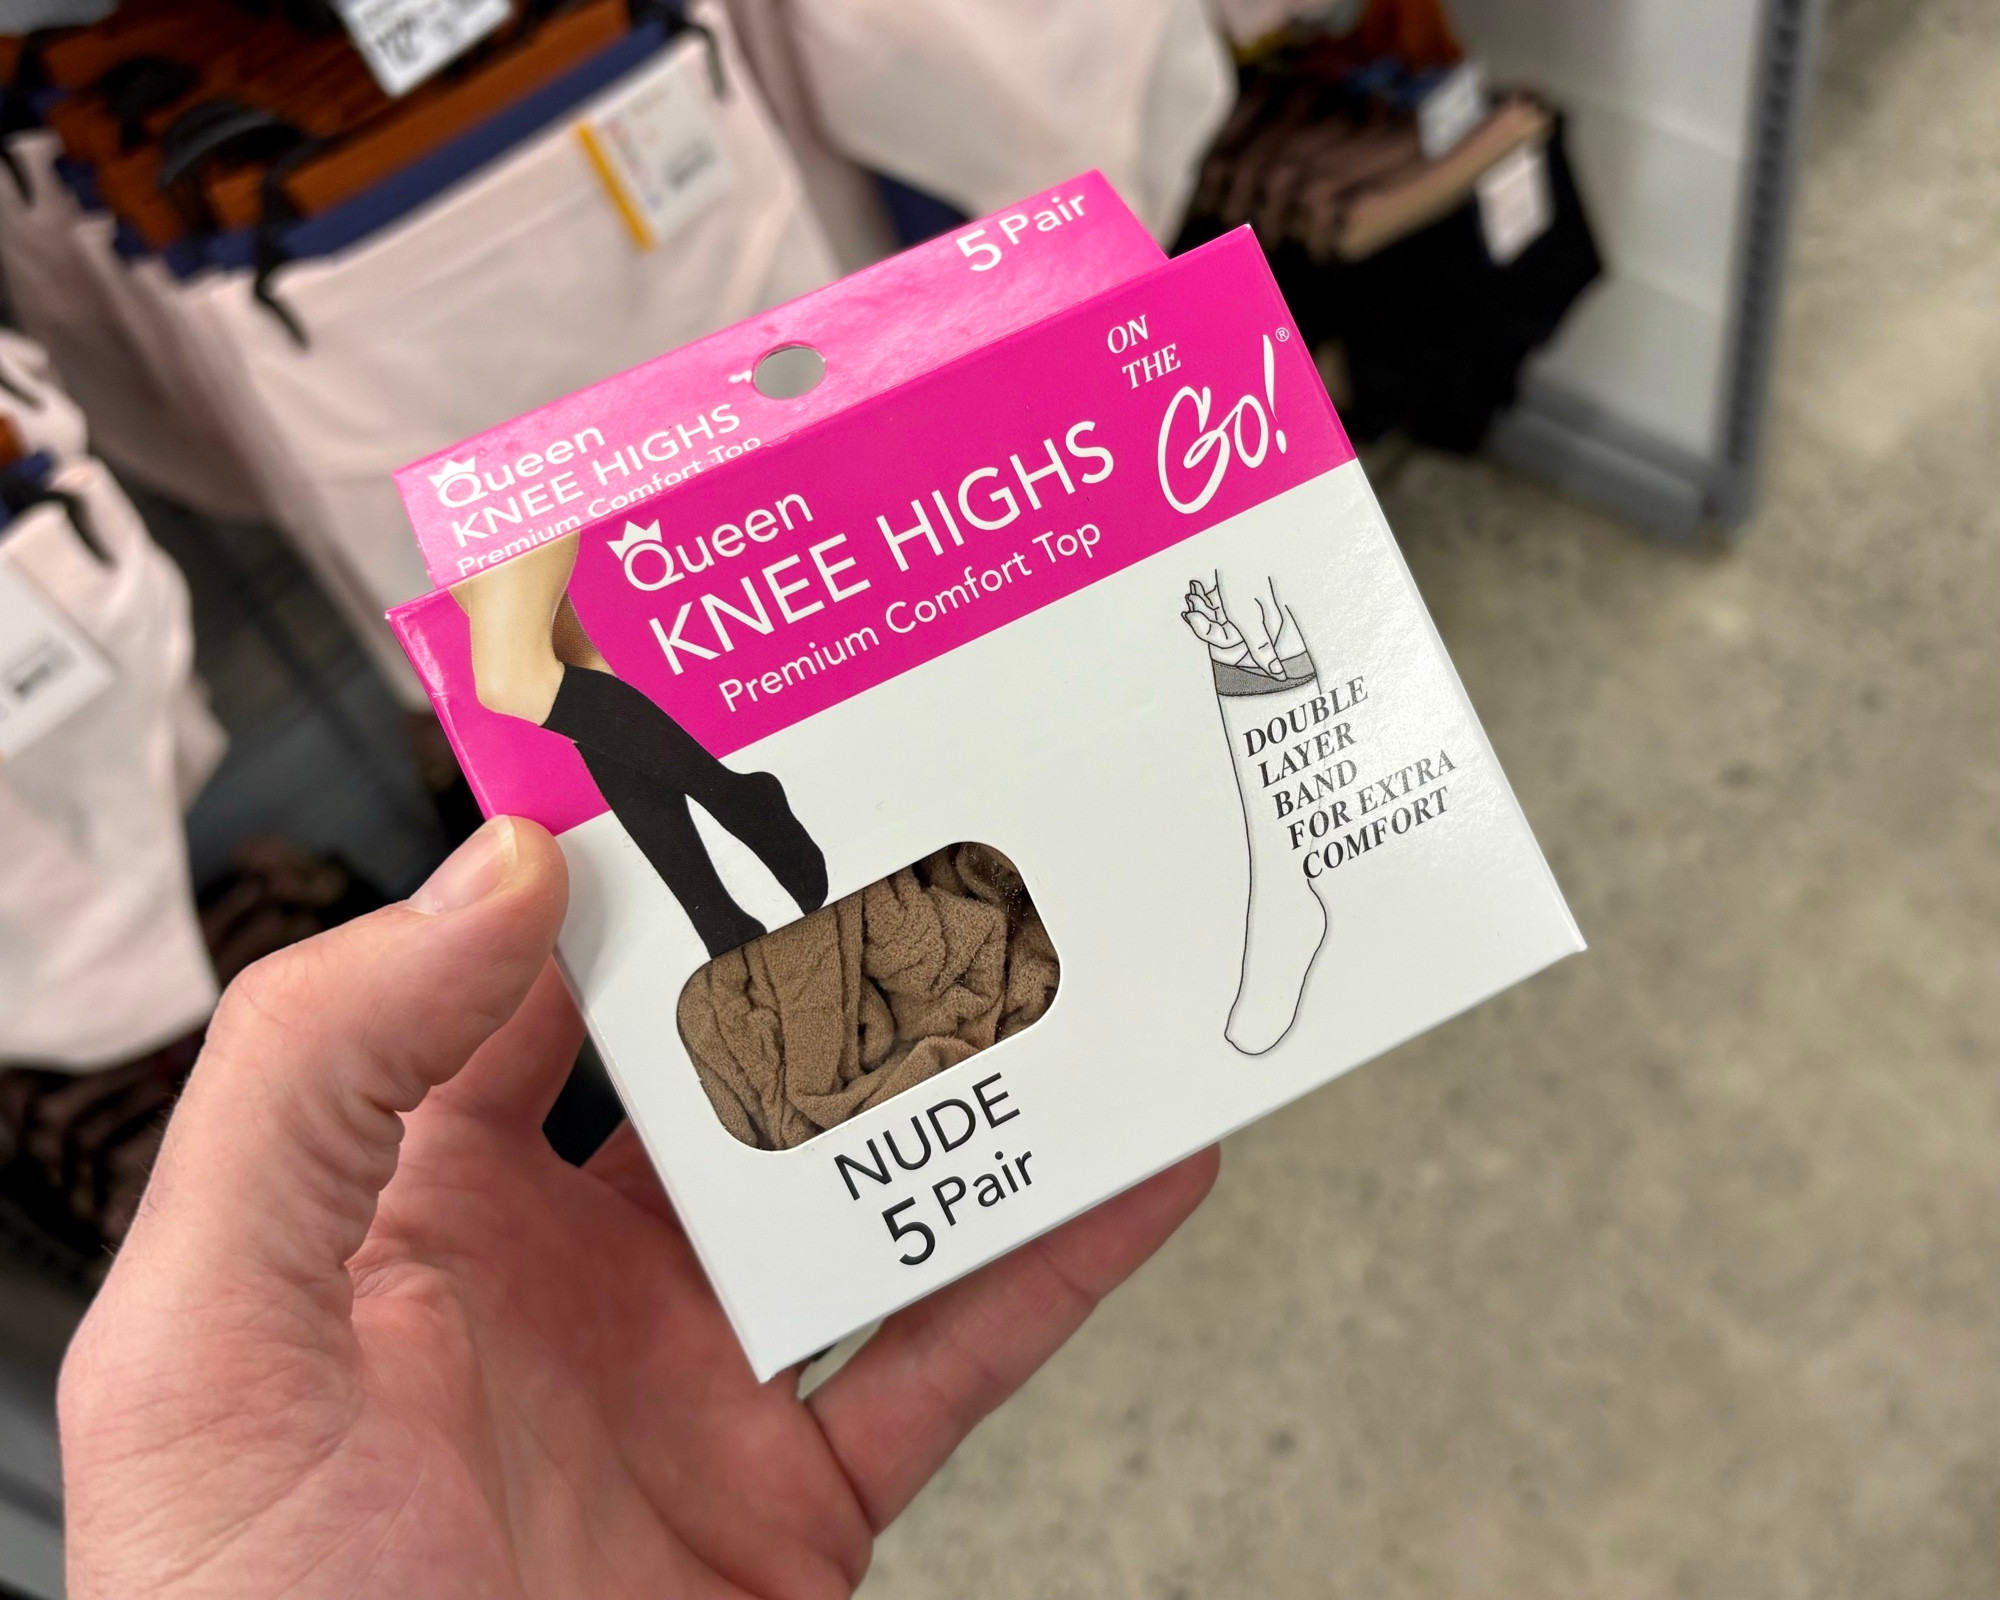 5 Pair
Queen
KNEE HIGHS
Premium Comfort Top
ON
THE
Go!®
Queen
KNEE HIGHS
Premium Comfort Top
DOUBLE
LAYER
BAND
FOR EXTRA
COMFORT
NUDE
5 Pair